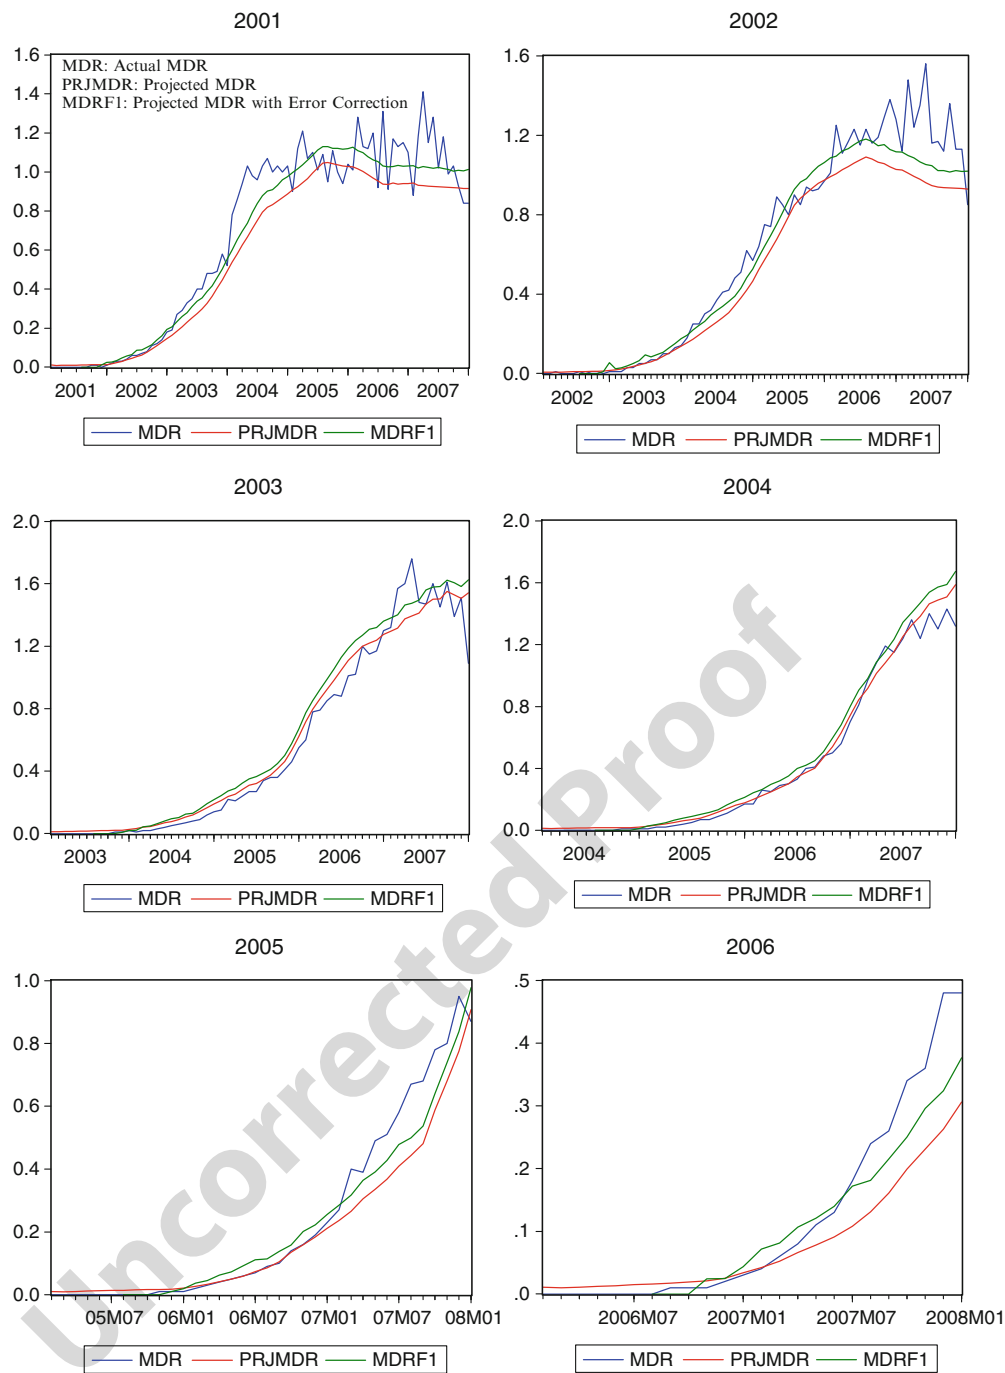 2001
2002
1.6
1.4
1.2
1.0
0.8
0.6
0.4
0.2
0.0
MDR: Actual MDR
PRJMDR: Projected MDR
MDRF1: Projected MDR with Error Correction
2001 2002 2003 2004 2005 2006 2007
MDR PRJMDR MDRF1
1.6
1.2
0.8
0.4
0.0
2002 2003 2004 2005 2006 2007
MDR PRJMDR MDRF1
2003
2004
2.0
1.6
1.2
0.8
0.4
0.0
2003 2004 2005 2006 2007
MDR PRJMDR MDRF1
2.0
1.6
1.2
0.8
0.4
0.0
2004 2005 2006 2007
MDR PRJMDR MDRF1
2005
2006
1.0
0.8
0.6
0.4
0.2
0.0
05M07 06M01 06M07 07M01 07M07 08M01
MDR PRJMDR MDRF1
.5
.4
.3
.2
.1
.0
2006M07 2007M01 2007M07 2008M01
MDR PRJMDR MDRF1
Uncorrected Proof